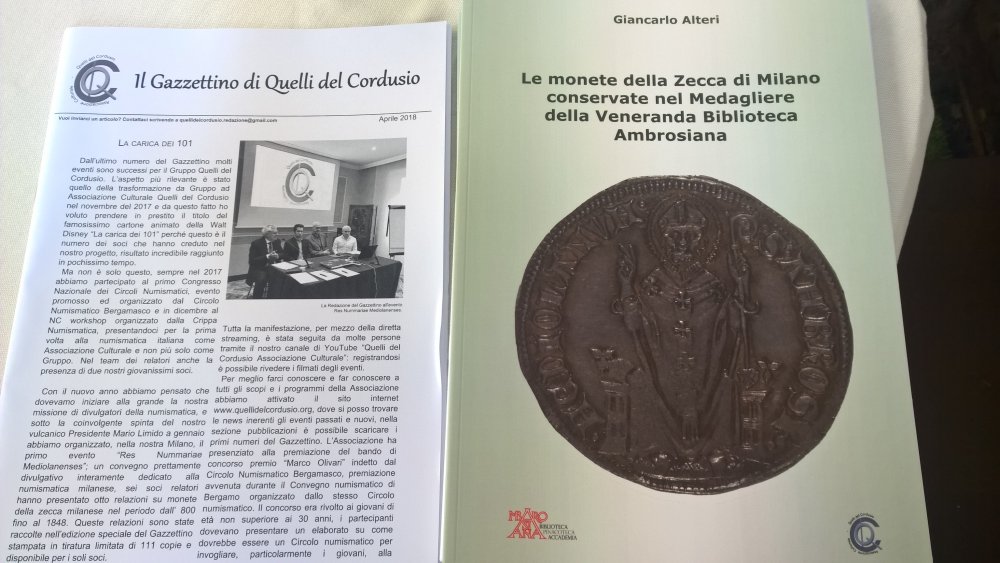 Il Gazzettino di Quelli del Cordusio
Vuoi inviarci un articolo? Contattaci scrivendo a quellidelcordusio.redazione@gmail.com
Aprile 2018
LA CARICA DEI 101
Dall'ultimo numero del Gazzettino molti
eventi sono successi per il Gruppo Quelli del
Cordusio. L'aspetto più rilevante è stato
quello della trasformazione da Gruppo ad
Associazione Culturale Quelli del Cordusio
nel novembre del 2017 e da questo fatto ho
voluto prendere in prestito il titolo del
famosissimo cartone animato della Walt
Disney "La carica dei 101" perché questo è il
numero dei soci che hanno creduto nel
nostro progetto, risultato incredibile raggiunto
in pochissimo tempo.
Ma non è solo questo, sempre nel 2017
abbiamo partecipato al primo Congresso
Nazionale dei Circoli Numismatici, evento
promosso ed organizzato dal Circolo
Numismatico Bergamasco e in dicembre al
NC workshop organizzato dalla Crippa
Numismatica, presentandoci per la prima
volta alla numismatica italiana come
Associazione Culturale e non più solo come
Gruppo. Nel team dei relatori anche la
presenza di due nostri giovanissimi soci.
Con il nuovo anno abbiamo pensato che
dovevamo iniziare alla grande la nostra
missione di divulgatori della numismatica, e
sotto la coinvolgente spinta del nostro
vulcanico Presidente Mario Limido a gennaio
abbiamo organizzato, nella nostra Milano, il
primo evento "Res Nummariae
Mediolanenses"; un convegno prettamente
divulgativo interamente dedicato alla
numismatica milanese, sei soci relatori
hanno presentato otto relazioni su monete
della zecca milanese nel periodo dall' 800
fino al 1848. Queste relazioni sono state
raccolte nell'edizione speciale del Gazzettino
stampata in tiratura limitata di 111 copie e
disponibile per i soli soci.
La Redazione del Gazzettino all'evento
Res Nummariae Mediolanenses.
Tutta la manifestazione, per mezzo della diretta
streaming, è stata seguita da molte persone
tramite il nostro canale di YouTube "Quelli del
Cordusio Associazione Culturale": registrandosi
è possibile rivedere i filmati degli eventi.
Per meglio farci conoscere e far conoscere a
tutti gli scopi e i programmi della Associazione
abbiamo attivato il sito internet
www.quellidelcordusio.org, dove si posso trovare
le news inerenti gli eventi passati e nuovi, nella
sezione pubblicazioni è possibile scaricare i
primi numeri del Gazzettino. L'Associazione ha
presenziato alla premiazione del bando di
concorso premio "Marco Olivari" indetto dal
Circolo Numismatico Bergamasco, premiazione
avvenuta durante il Convegno numismatico di
Bergamo organizzato dallo stesso Circolo
numismatico. Il concorso era rivolto ai giovani di
età non superiore ai 30 anni, i partecipanti
dovevano presentare un elaborato su come
dovrebbe essere un Circolo numismatico per
invogliare, particolarmente i giovani, alla
Giancarlo Alteri
Le monete della Zecca di Milano
conservate nel Medagliere
della Veneranda Biblioteca
Ambrosiana
BIBLIOTECA
PINACOTECA
ACCADEMIA